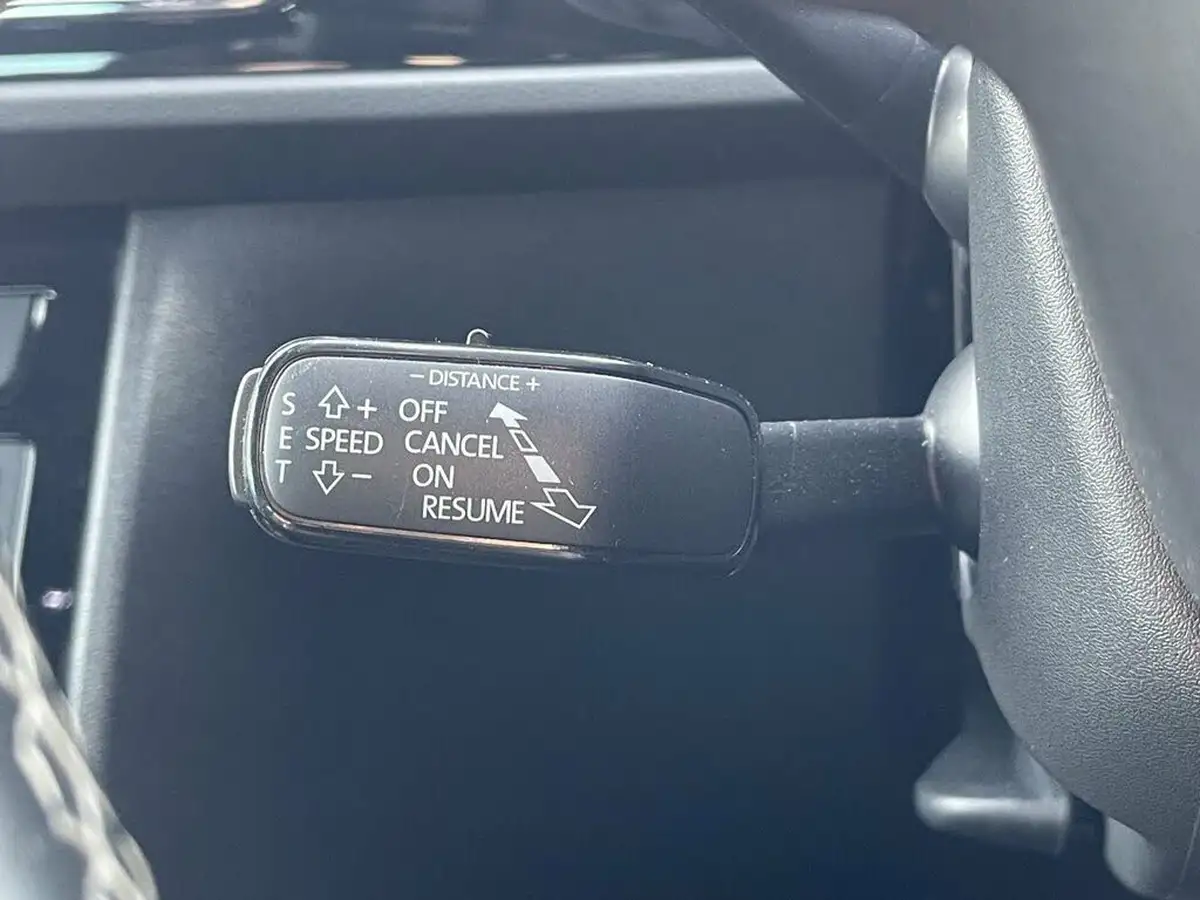 − DISTANCE +
S + OFF
E SPEED CANCEL
T − ON
RESUME